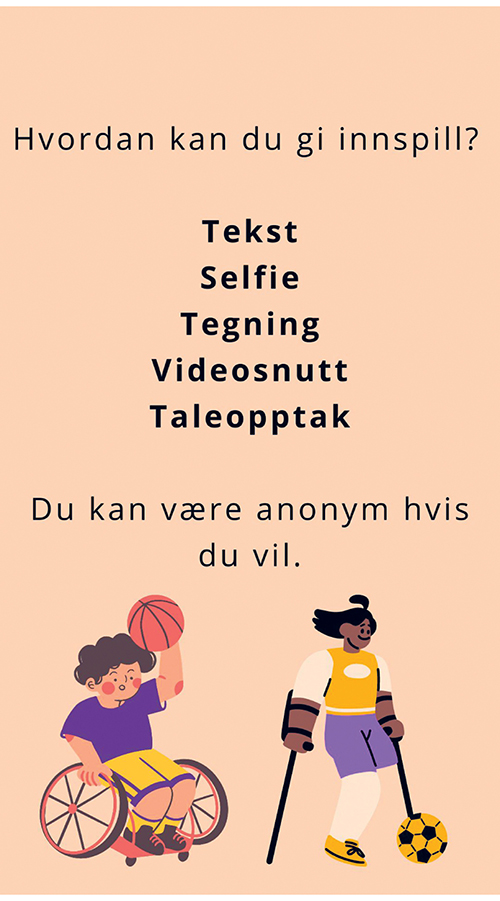 Hvordan kan du gi innspill?
Tekst
Selfie
Tegning
Videosnutt
Taleopptak
Du kan være anonym hvis
du vil.